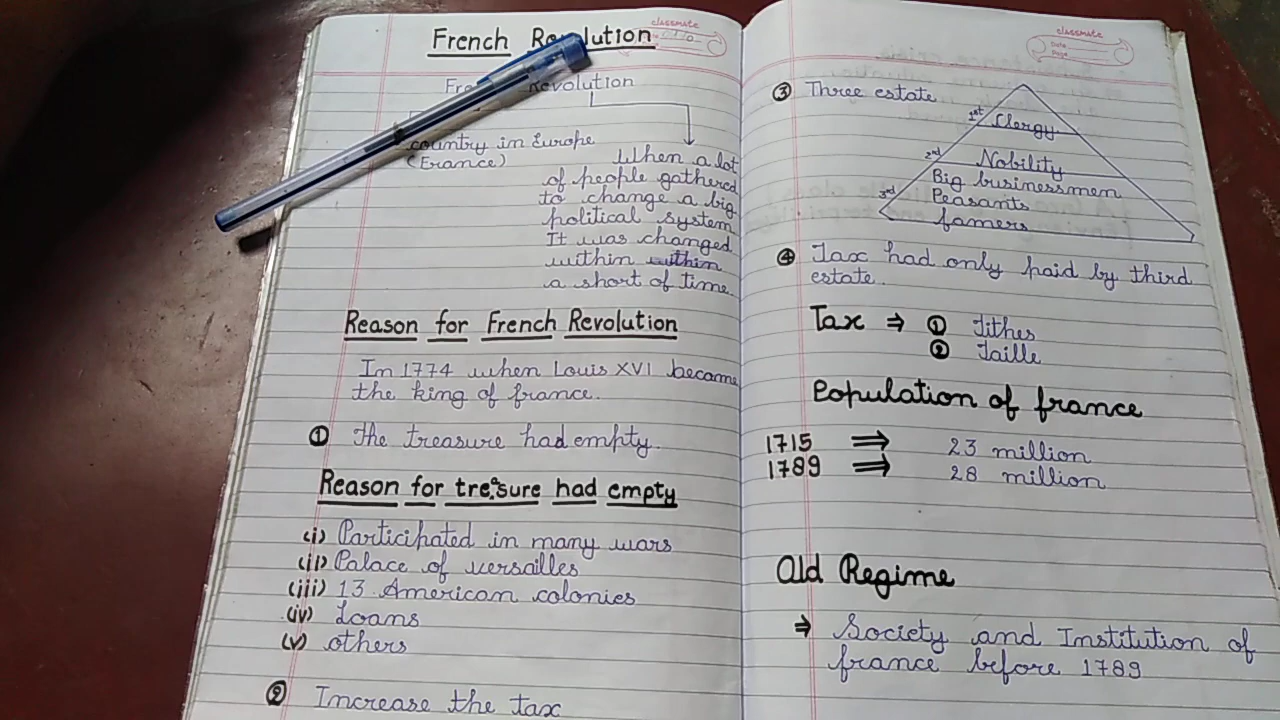 French Revolution
classmate
Revolution
country in Europe
(France)
When a lot
of people gathered
to change a big
political system
It was changed
within within
a short of time.
Reason for French Revolution
In 1774 when Louis XVI became
the king of france.
① the treasure had empty.
Reason for treasure had empty
(i) Participated in many wars
(ii) Palace of versailles
(iii) 13 American colonies
(iv) Loans
(v) others
② Increase the tax
classmate
Date
Page
③ Three estate
1st Clergy
2nd Nobility
Big businessmen
3rd Peasants
famers
④ Tax had only paid by third
estate.
Tax ⇒ ① Tithes
② Taille
Population of france
1715 ⇒ 23 million
1789 ⇒ 28 million
Old Regime
⇒ Society and Institution of
france before 1789